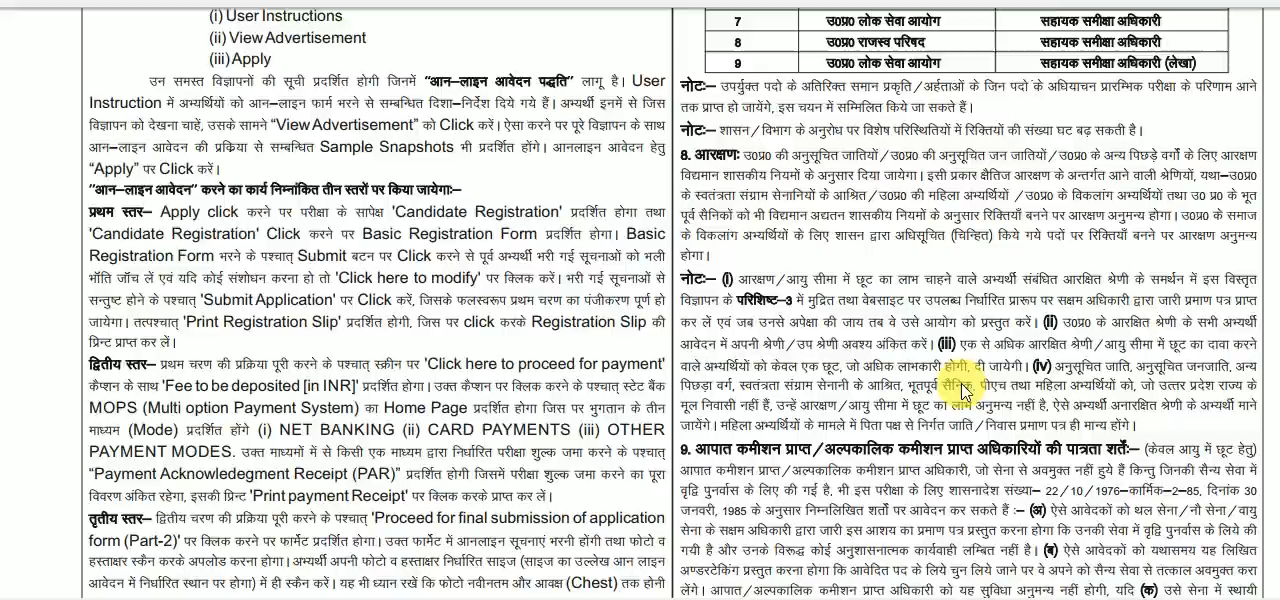 (i) User Instructions
(ii) View Advertisement
(iii) Apply
उन समस्त विज्ञापनों की सूची प्रदर्शित होगी जिनमें "आन–लाइन आवेदन पद्धति" लागू है। User
Instruction में अभ्यर्थियों को आन–लाइन फार्म भरने से सम्बन्धित दिशा–निर्देश दिये गये हैं। अभ्यर्थी इनमें से जिस
विज्ञापन को देखना चाहें, उसके सामने "View Advertisement" को Click करें। ऐसा करने पर पूरे विज्ञापन के साथ
आन–लाइन आवेदन की प्रक्रिया से सम्बन्धित Sample Snapshots भी प्रदर्शित होंगे। आनलाइन आवेदन हेतु
"Apply" पर Click करें।
"आन–लाइन आवेदन" करने का कार्य निम्नांकित तीन स्तरों पर किया जायेगाः–
प्रथम स्तर– Apply click करने पर परीक्षा के सापेक्ष 'Candidate Registration' प्रदर्शित होगा तथा
'Candidate Registration' Click करने पर Basic Registration Form प्रदर्शित होगा। Basic
Registration Form भरने के पश्चात् Submit बटन पर Click करने से पूर्व अभ्यर्थी भरी गई सूचनाओं को भली
भॉति जॉच लें एवं यदि कोई संशोधन करना हो तो 'Click here to modify' पर क्लिक करें। भरी गई सूचनाओं से
सन्तुष्ट होने के पश्चात् 'Submit Application' पर Click करें, जिसके फलस्वरूप प्रथम चरण का पंजीकरण पूर्ण हो
जायेगा। तत्पश्चात् 'Print Registration Slip' प्रदर्शित होगी, जिस पर click करके Registration Slip की
प्रिन्ट प्राप्त कर लें।
द्वितीय स्तर– प्रथम चरण की प्रक्रिया पूरी करने के पश्चात् स्क्रीन पर 'Click here to proceed for payment'
कैप्शन के साथ 'Fee to be deposited [in INR]' प्रदर्शित होगा। उक्त कैप्शन पर क्लिक करने के पश्चात् स्टेट बैंक
MOPS (Multi option Payment System) का Home Page प्रदर्शित होगा जिस पर भुगतान के तीन
माध्यम (Mode) प्रदर्शित होंगे (i) NET BANKING (ii) CARD PAYMENTS (iii) OTHER
PAYMENT MODES. उक्त माध्यमों में से किसी एक माध्यम द्वारा निर्धारित परीक्षा शुल्क जमा करने के पश्चात्
"Payment Acknowledegment Receipt (PAR)" प्रदर्शित होगी जिसमें परीक्षा शुल्क जमा करने का पूरा
विवरण अंकित रहेगा, इसकी प्रिन्ट 'Print payment Receipt' पर क्लिक करके प्राप्त कर लें।
तृतीय स्तर– द्वितीय चरण की प्रक्रिया पूरी करने के पश्चात् 'Proceed for final submission of application
form (Part-2)' पर क्लिक करने पर फार्मेट प्रदर्शित होगा। उक्त फार्मेट में आनलाइन सूचनाएं भरनी होंगी तथा फोटो व
हस्ताक्षर स्कैन करके अपलोड करना होगा। अभ्यर्थी अपनी फोटो व हस्ताक्षर निर्धारित साइज (साइज का उल्लेख आन लाइन
आवेदन में निर्धारित स्थान पर होगा) में ही स्कैन करें। यह भी ध्यान रखें कि फोटो नवीनतम और आवक्ष (Chest) तक होनी
7 उ०प्र० लोक सेवा आयोग सहायक समीक्षा अधिकारी
8 उ०प्र० राजस्व परिषद सहायक समीक्षा अधिकारी
9 उ०प्र० लोक सेवा आयोग सहायक समीक्षा अधिकारी (लेखा)
नोटः– उपर्युक्त पदो के अतिरिक्त समान प्रकृति/अर्हताओं के जिन पदों के अधियाचन प्रारम्भिक परीक्षा के परिणाम आने
तक प्राप्त हो जायेंगे, इस चयन में सम्मिलित किये जा सकते हैं।
नोटः– शासन/विभाग के अनुरोध पर विशेष परिस्थितियों में रिक्तियों की संख्या घट बढ़ सकती है।
8. आरक्षणः उ०प्र० की अनुसूचित जातियों/उ०प्र० की अनुसूचित जन जातियों/उ०प्र० के अन्य पिछड़े वर्गो के लिए आरक्षण
विद्यमान शासकीय नियमों के अनुसार दिया जायेगा। इसी प्रकार क्षैतिज आरक्षण के अन्तर्गत आने वाली श्रेणियों, यथा–उ०प्र०
के स्वतंत्रता संग्राम सेनानियों के आश्रित/उ०प्र० की महिला अभ्यर्थियों /उ०प्र० के विकलांग अभ्यर्थियों तथा उ० प्र० के भूत
पूर्व सैनिकों को भी विद्यमान अद्यतन शासकीय नियमों के अनुसार रिक्तियाँ बनने पर आरक्षण अनुमन्य होगा। उ०प्र० के समाज
के विकलांग अभ्यर्थियों के लिए शासन द्वारा अधिसूचित (चिन्हित) किये गये पदों पर रिक्तियाँ बनने पर आरक्षण अनुमन्य
होगा।
नोटः– (i) आरक्षण/आयु सीमा में छूट का लाभ चाहने वाले अभ्यर्थी संबंधित आरक्षित श्रेणी के समर्थन में इस विस्तृत
विज्ञापन के परिशिष्ट–3 में मुद्रित तथा वेबसाइट पर उपलब्ध निर्धारित प्रारूप पर सक्षम अधिकारी द्वारा जारी प्रमाण पत्र प्राप्त
कर लें एवं जब उनसे अपेक्षा की जाय तब वे उसे आयोग को प्रस्तुत करें। (ii) उ०प्र० के आरक्षित श्रेणी के सभी अभ्यर्थी
आवेदन में अपनी श्रेणी/उप श्रेणी अवश्य अंकित करें। (iii) एक से अधिक आरक्षित श्रेणी/आयु सीमा में छूट का दावा करने
वाले अभ्यर्थियों को केवल एक छूट, जो अधिक लाभकारी होगी, दी जायेगी। (iv) अनुसूचित जाति, अनुसूचित जनजाति, अन्य
पिछड़ा वर्ग, स्वतंत्रता संग्राम सेनानी के आश्रित, भूतपूर्व सैनिक, पीएच तथा महिला अभ्यर्थियों को, जो उत्तर प्रदेश राज्य के
मूल निवासी नहीं हैं, उन्हें आरक्षण/आयु सीमा में छूट का लाभ अनुमन्य नहीं है, ऐसे अभ्यर्थी अनारक्षित श्रेणी के अभ्यर्थी माने
जायेंगे। महिला अभ्यर्थियों के मामले में पिता पक्ष से निर्गत जाति/निवास प्रमाण पत्र ही मान्य होंगे।
9. आपात कमीशन प्राप्त/अल्पकालिक कमीशन प्राप्त अधिकारियों की पात्रता शर्तेः– (केवल आयु में छूट हेतु)
आपात कमीशन प्राप्त/अल्पकालिक कमीशन प्राप्त अधिकारी, जो सेना से अवमुक्त नहीं हुये हैं किन्तु जिनकी सैन्य सेवा में
वृद्वि पुनर्वास के लिए की गई है, भी इस परीक्षा के लिए शासनादेश संख्या– 22/10/1976–कार्मिक–2–85, दिनांक 30
जनवरी, 1985 के अनुसार निम्नलिखित शर्तों पर आवेदन कर सकते हैं :– (अ) ऐसे आवेदकों को थल सेना/नौ सेना/वायु
सेना के सक्षम अधिकारी द्वारा जारी इस आशय का प्रमाण पत्र प्रस्तुत करना होगा कि उनकी सेवा में वृद्वि पुनर्वास के लिये की
गयी है और उनके विरूद्ध कोई अनुशासनात्मक कार्यवाही लम्बित नहीं है। (ब) ऐसे आवेदकों को यथासमय यह लिखित
अण्डरटेकिंग प्रस्तुत करना होगा कि आवेदित पद के लिये चुन लिये जाने पर वे अपने को सैन्य सेवा से तत्काल अवमुक्त करा
लेंगे। आपात/अल्पकालिक कमीशन प्राप्त अधिकारी को यह सुविधा अनुमन्य नहीं होगी, यदि (क) उसे सेना में स्थायी